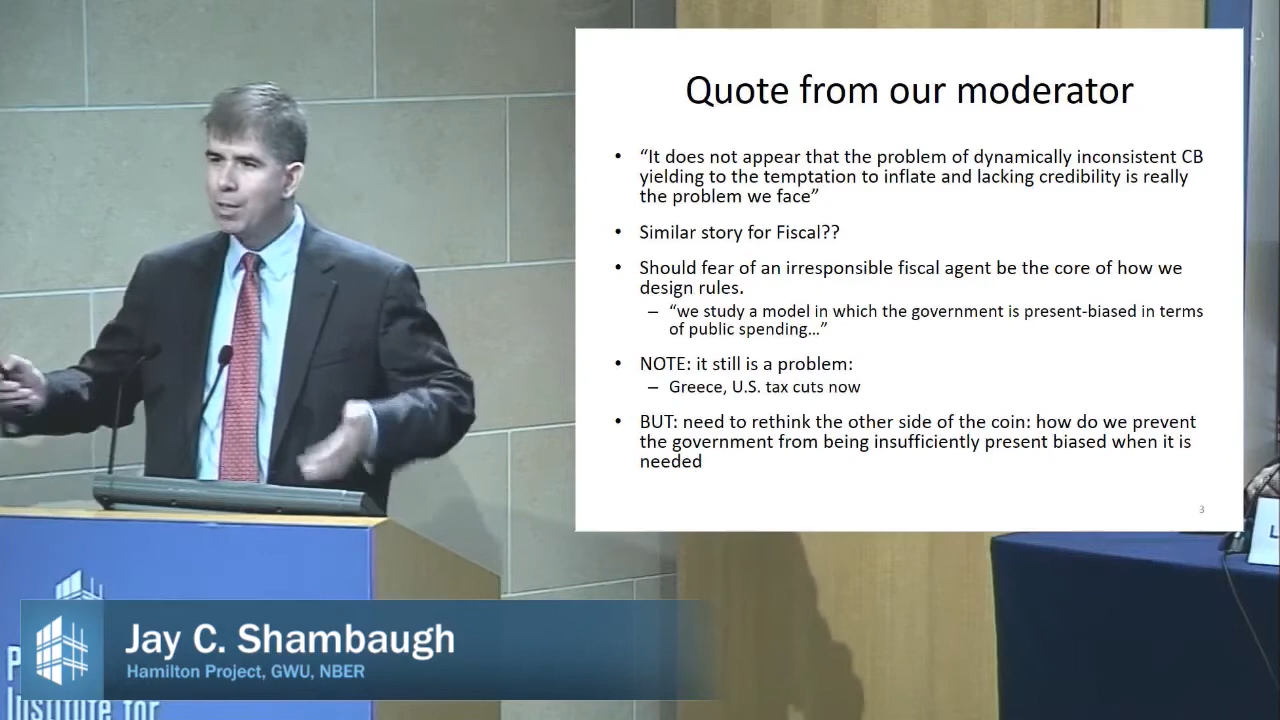 Quote from our moderator
• “It does not appear that the problem of dynamically inconsistent CB
yielding to the temptation to inflate and lacking credibility is really
the problem we face”
• Similar story for Fiscal??
• Should fear of an irresponsible fiscal agent be the core of how we
design rules.
– “we study a model in which the government is present-biased in terms
of public spending…”
• NOTE: it still is a problem:
– Greece, U.S. tax cuts now
• BUT: need to rethink the other side of the coin: how do we prevent
the government from being insufficiently present biased when it is
needed
3
Jay C. Shambaugh
Hamilton Project, GWU, NBER
Institute for